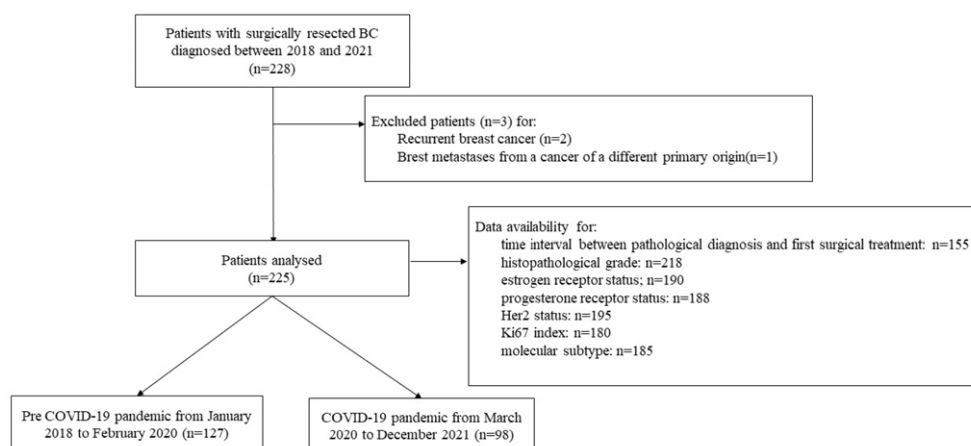 Patients with surgically resected BC
diagnosed between 2018 and 2021
(n=228)
Excluded patients (n=3) for:
Recurrent breast cancer (n=2)
Brest metastases from a cancer of a different primary origin(n=1)
Patients analysed
(n=225)
Data availability for:
time interval between pathological diagnosis and first surgical treatment: n=155
histopathological grade: n=218
estrogen receptor status; n=190
progesterone receptor status: n=188
Her2 status: n=195
Ki67 index: n=180
molecular subtype: n=185
Pre COVID-19 pandemic from January
2018 to February 2020 (n=127)
COVID-19 pandemic from March
2020 to December 2021 (n=98)